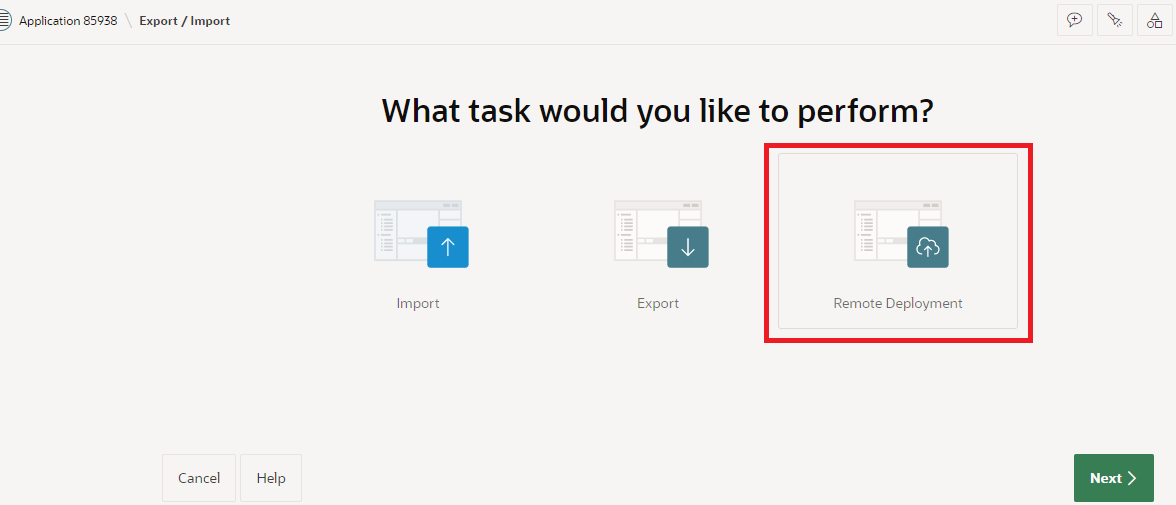 Application 85938 \ Export / Import
What task would you like to perform?
Import Export Remote Deployment
Cancel Help Next